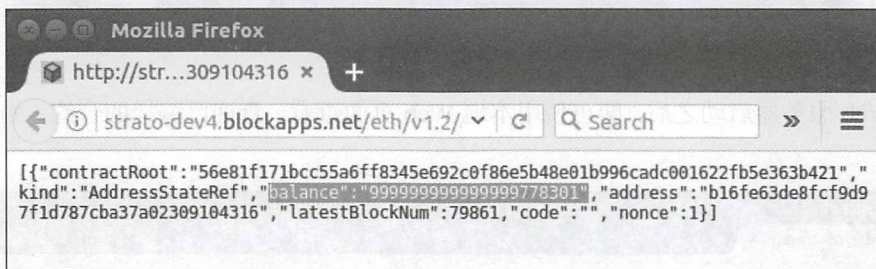 Mozilla Firefox
http://str...309104316 × +
strato-dev4.blockapps.net/eth/v1.2/ Search »
[{"contractRoot":"56e81f171bcc55a6ff8345e692c0f86e5b48e01b996cadc001622fb5e363b421","
kind":"AddressStateRef","balance":"999999999999999778301","address":"b16fe63de8fcf9d9
7f1d787cba37a02309104316","latestBlockNum":79861,"code":"","nonce":1}]